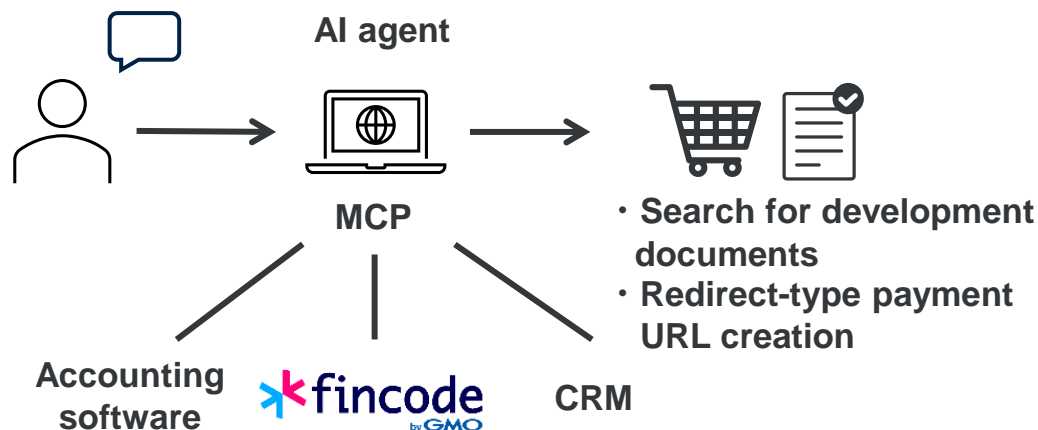 AI agent
MCP
・Search for development
documents
・Redirect-type payment
URL creation
Accounting
software
fincode
by GMO
CRM